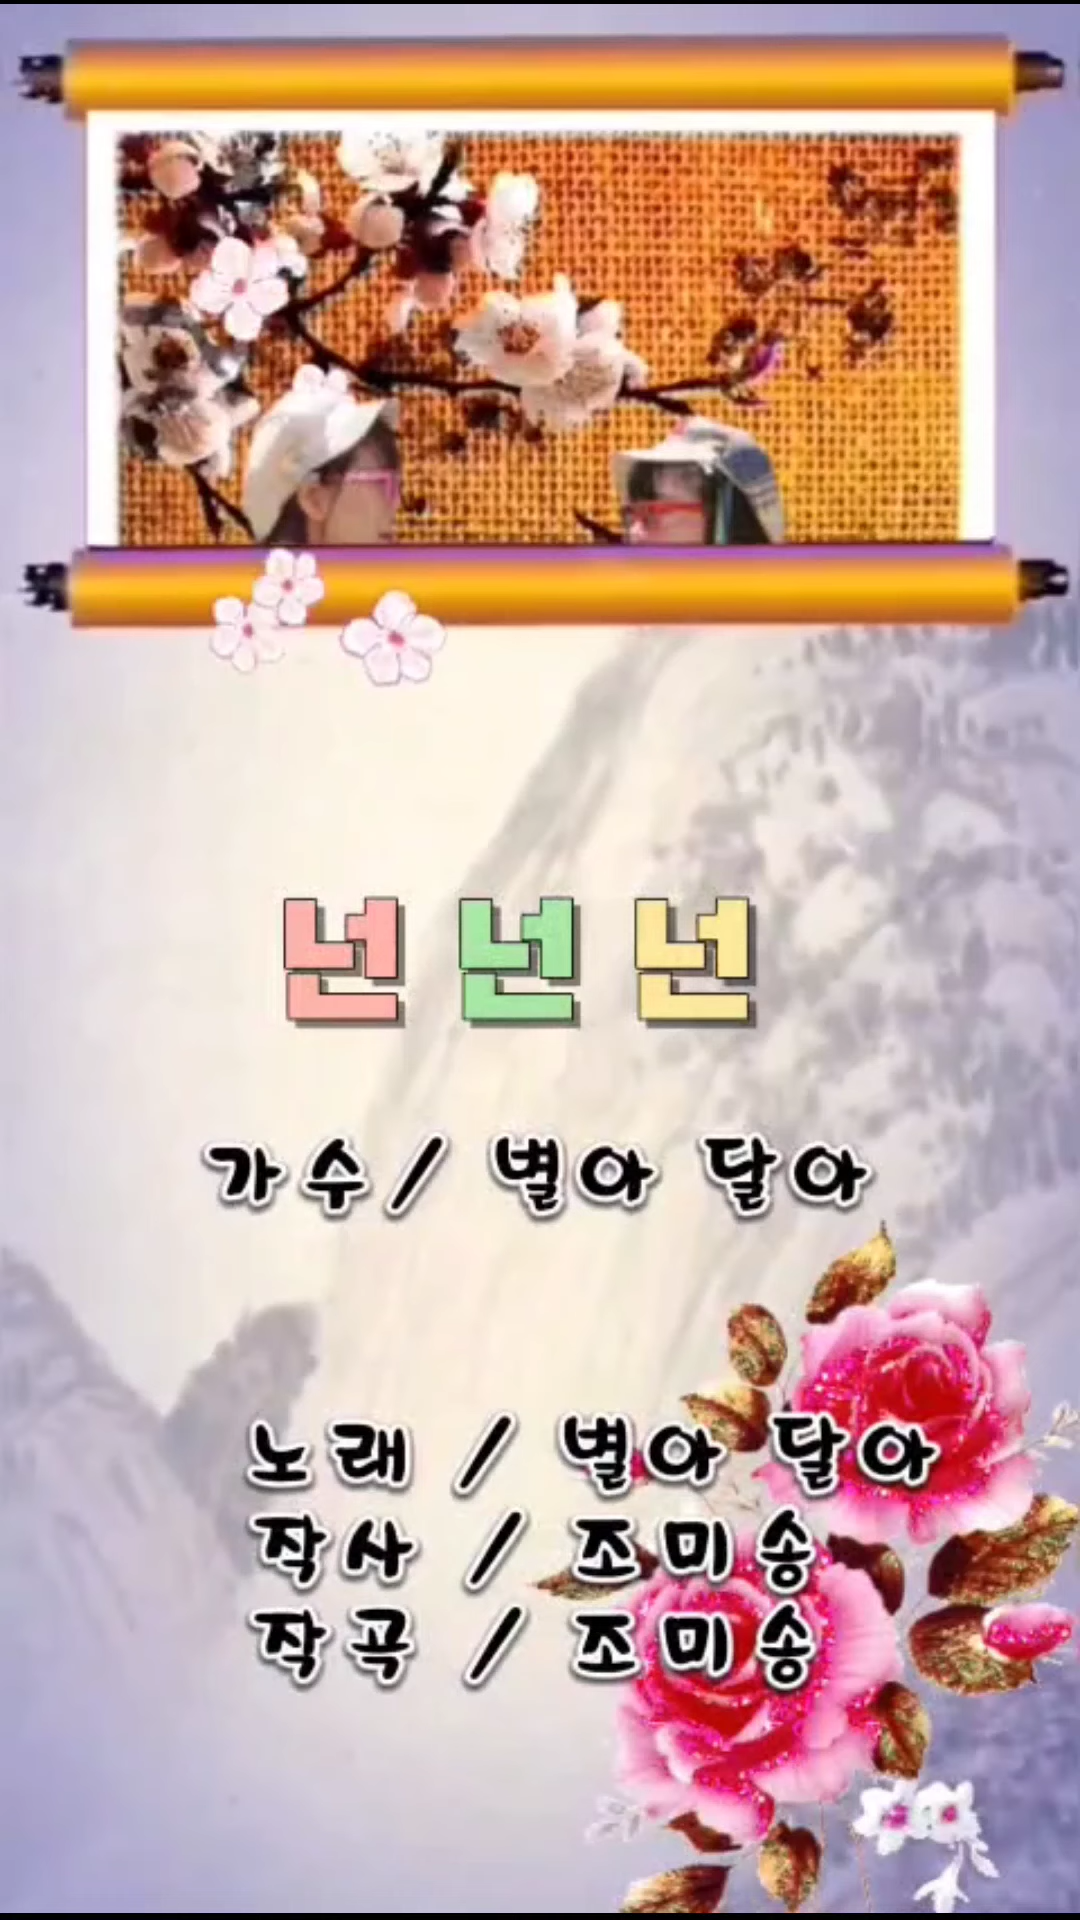 넌 넌 넌
가수/ 별아 달아
노래 / 별아 달아
작사 / 조미송
작곡 / 조미송